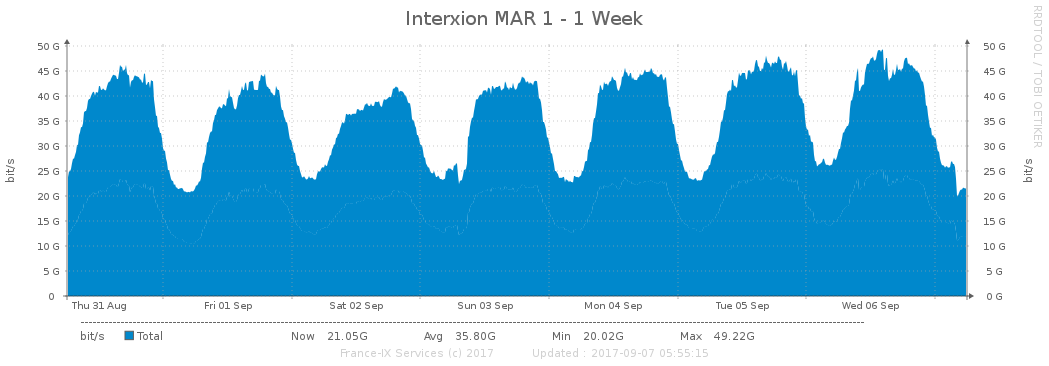 Interxion MAR 1 - 1 Week
RRDTOOL / TOBI OETIKER
50 G 50 G
45 G 45 G
40 G 40 G
35 G 35 G
30 G 30 G
25 G 25 G
20 G 20 G
15 G 15 G
10 G 10 G
5 G 5 G
0 0 G
bit/s bit/s
Thu 31 Aug Fri 01 Sep Sat 02 Sep Sun 03 Sep Mon 04 Sep Tue 05 Sep Wed 06 Sep
bit/s Total Now 21.05G Avg 35.80G Min 20.02G Max 49.22G
France-IX Services (c) 2017 Updated : 2017-09-07 05:55:15